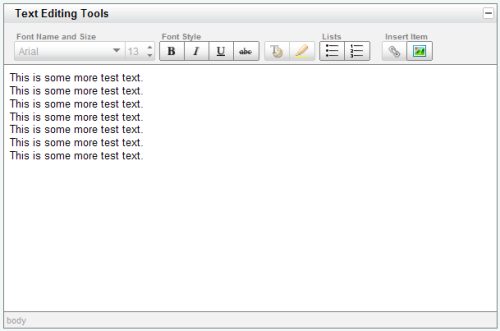 Text Editing Tools
Font Name and Size Font Style Lists Insert Item
Arial 13 B I U abc T
This is some more test text.
This is some more test text.
This is some more test text.
This is some more test text.
This is some more test text.
This is some more test text.
This is some more test text.
body